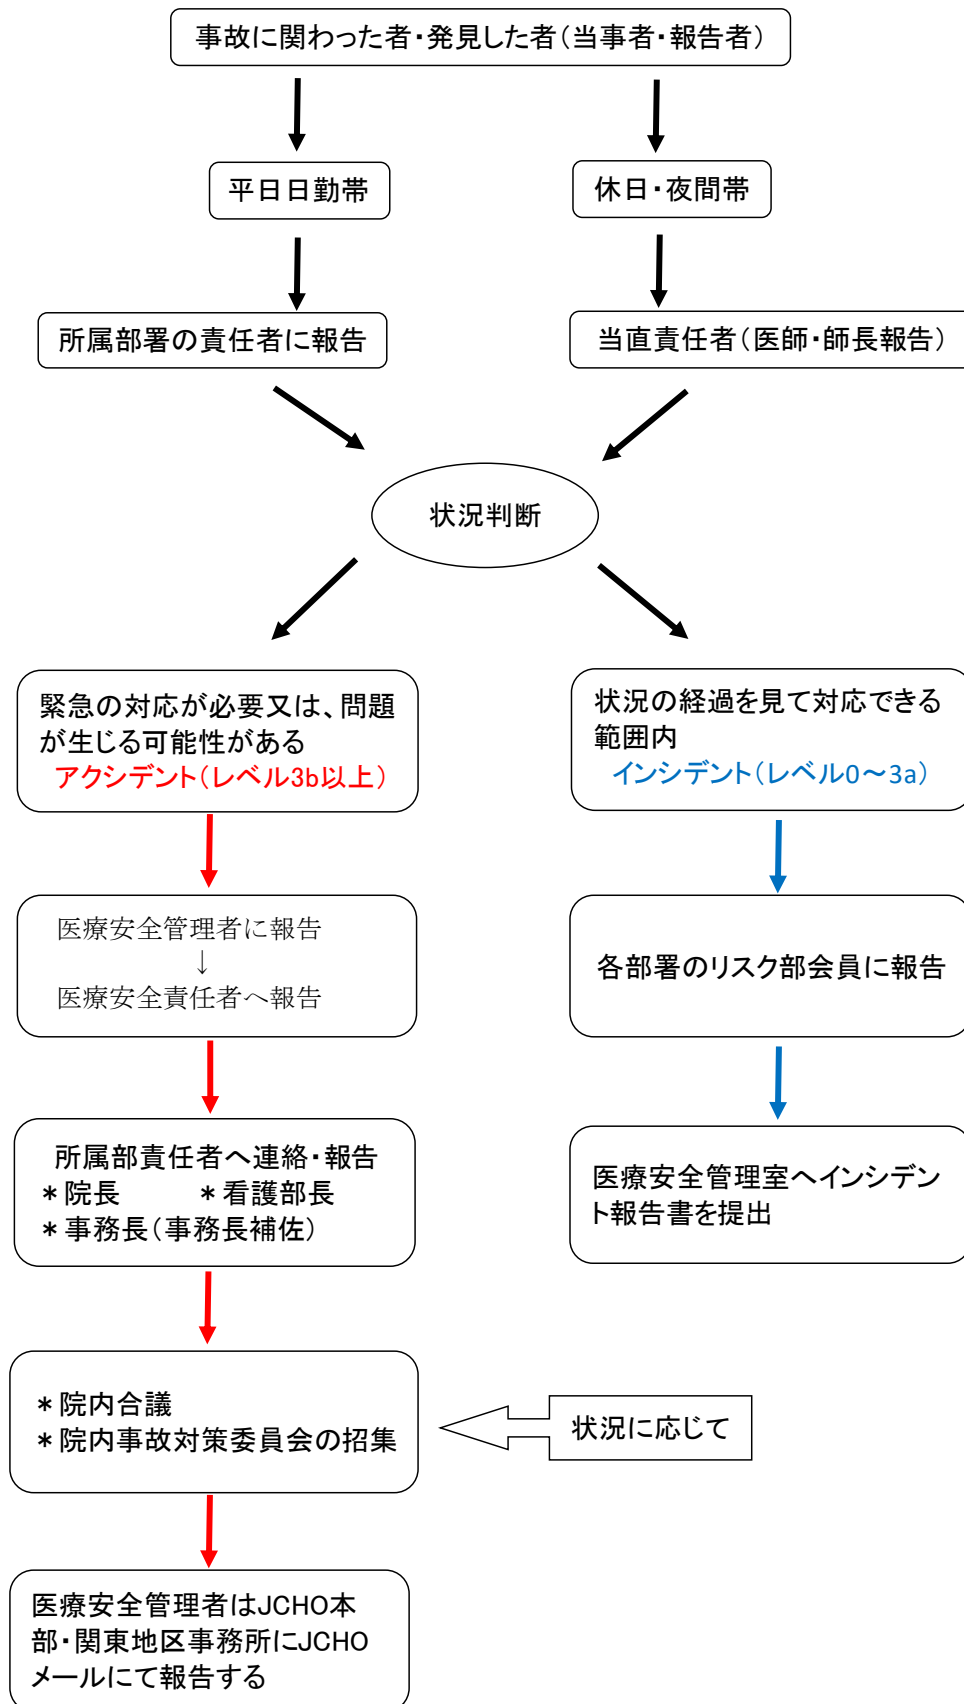 事故に関わった者・発見した者（当事者・報告者）
平日日勤帯
休日・夜間帯
所属部署の責任者に報告
当直責任者（医師・師長報告）
状況判断
緊急の対応が必要又は、問題
が生じる可能性がある
アクシデント（レベル3b以上）
状況の経過を見て対応できる
範囲内
インシデント（レベル0～3a）
医療安全管理者に報告
↓
医療安全責任者へ報告
各部署のリスク部会員に報告
所属部責任者へ連絡・報告
＊院長　　　＊看護部長
＊事務長（事務長補佐）
医療安全管理室へインシデン
ト報告書を提出
＊院内合議
＊院内事故対策委員会の招集
状況に応じて
医療安全管理者はJCHO本
部・関東地区事務所にJCHO
メールにて報告する